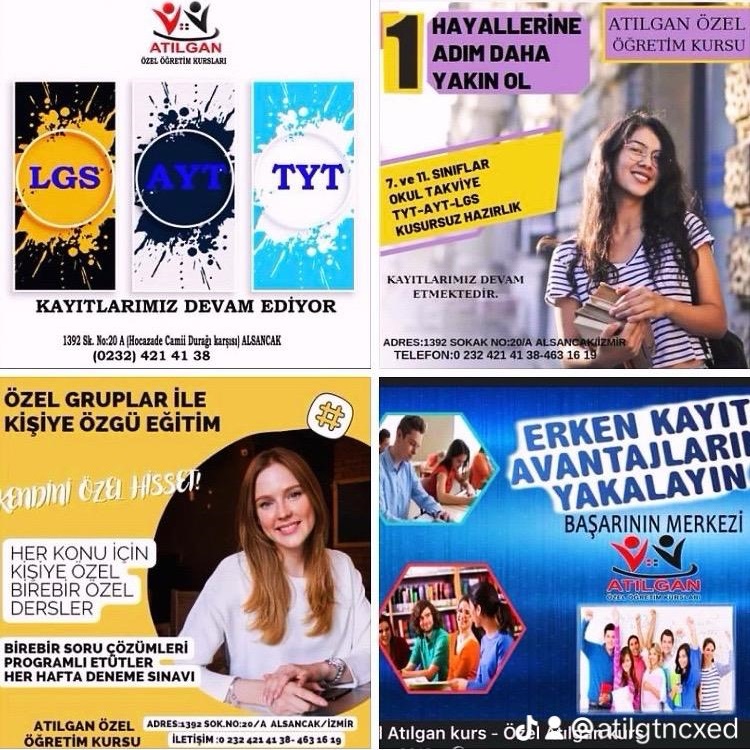 ATILGAN
ÖZEL ÖĞRETİM KURSLARI
LGS
AYT
TYT
KAYITLARIMIZ DEVAM EDİYOR
1392 Sk. No:20 A (Hocazade Camii Durağı karşısı) ALSANCAK
(0232) 421 41 38
1 HAYALLERİNE
ADIM DAHA
YAKIN OL
ATILGAN ÖZEL
ÖĞRETİM KURSU
7. ve 11. SINIFLAR
OKUL TAKVİYE
TYT-AYT-LGS
KUSURSUZ HAZIRLIK
KAYITLARIMIZ DEVAM
ETMEKTEDİR.
ADRES:1392 SOKAK NO:20/A ALSANCAK/İZMİR
TELEFON:0 232 421 41 38-463 16 19
ÖZEL GRUPLAR İLE
KİŞİYE ÖZGÜ EĞİTİM
#
KENDİNİ ÖZEL HİSSET!
HER KONU İÇİN
KİŞİYE ÖZEL
BİREBİR ÖZEL
DERSLER
BİREBİR SORU ÇÖZÜMLERİ
PROGRAMLI ETÜTLER
HER HAFTA DENEME SINAVI
ATILGAN ÖZEL
ÖĞRETİM KURSU
ADRES:1392 SOK.NO:20/A ALSANCAK/İZMİR
İLETİŞİM :0 232 421 41 38- 463 16 19
ERKEN KAYIT
AVANTAJLARIN
YAKALAYIN
BAŞARININ MERKEZİ
ATILGAN
ÖZEL ÖĞRETİM KURSLARI
l Atılgan kurs - Özel Atılgan kurs
@atilgtncxed